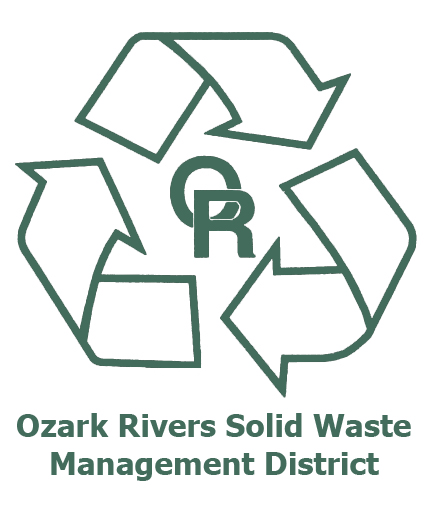 OR
Ozark Rivers Solid Waste
Management District